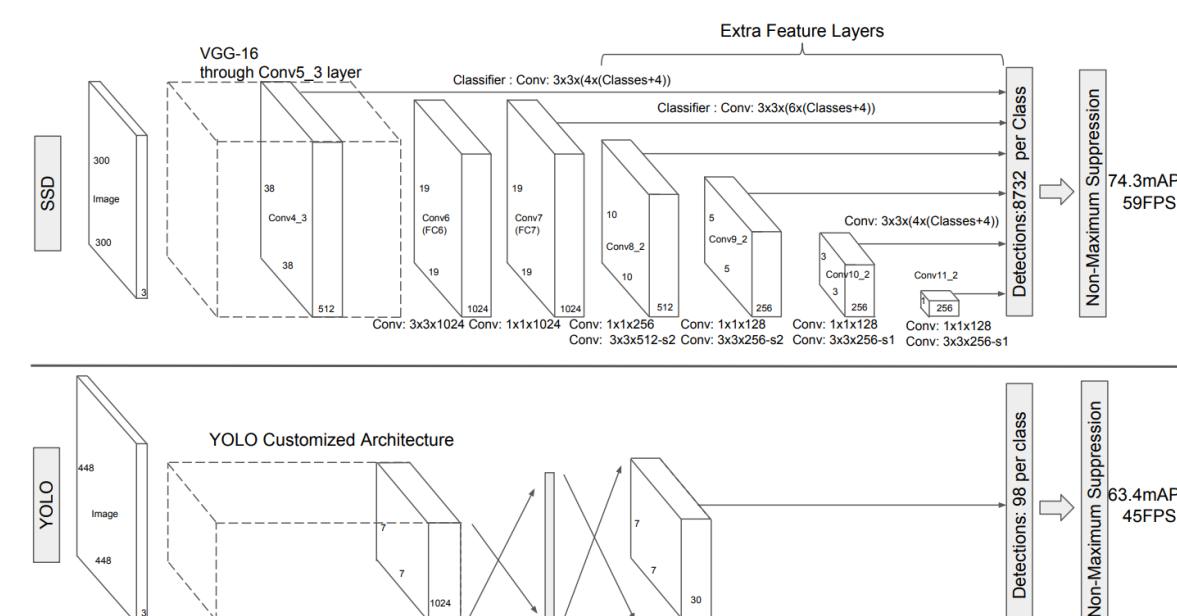 Extra Feature Layers
VGG-16
through Conv5_3 layer
Classifier : Conv: 3x3x(4x(Classes+4))
Classifier : Conv: 3x3x(6x(Classes+4))
SSD
300
Image
300
3
38
Conv4_3
38
512
19
Conv6
(FC6)
19
1024
19
Conv7
(FC7)
19
1024
10
Conv8_2
10
512
5
Conv9_2
5
256
Conv: 3x3x(4x(Classes+4))
3
Conv10_2
3
256
Conv11_2
1
256
Detections:8732 per Class
Non-Maximum Suppression
74.3mAP
59FPS
Conv: 3x3x1024
Conv: 1x1x1024
Conv: 1x1x256
Conv: 3x3x512-s2
Conv: 1x1x128
Conv: 3x3x256-s2
Conv: 1x1x128
Conv: 3x3x256-s1
Conv: 1x1x128
Conv: 3x3x256-s1
YOLO
448
Image
448
3
YOLO Customized Architecture
7
7
1024
7
7
30
Detections: 98 per class
Non-Maximum Suppression
63.4mAP
45FPS